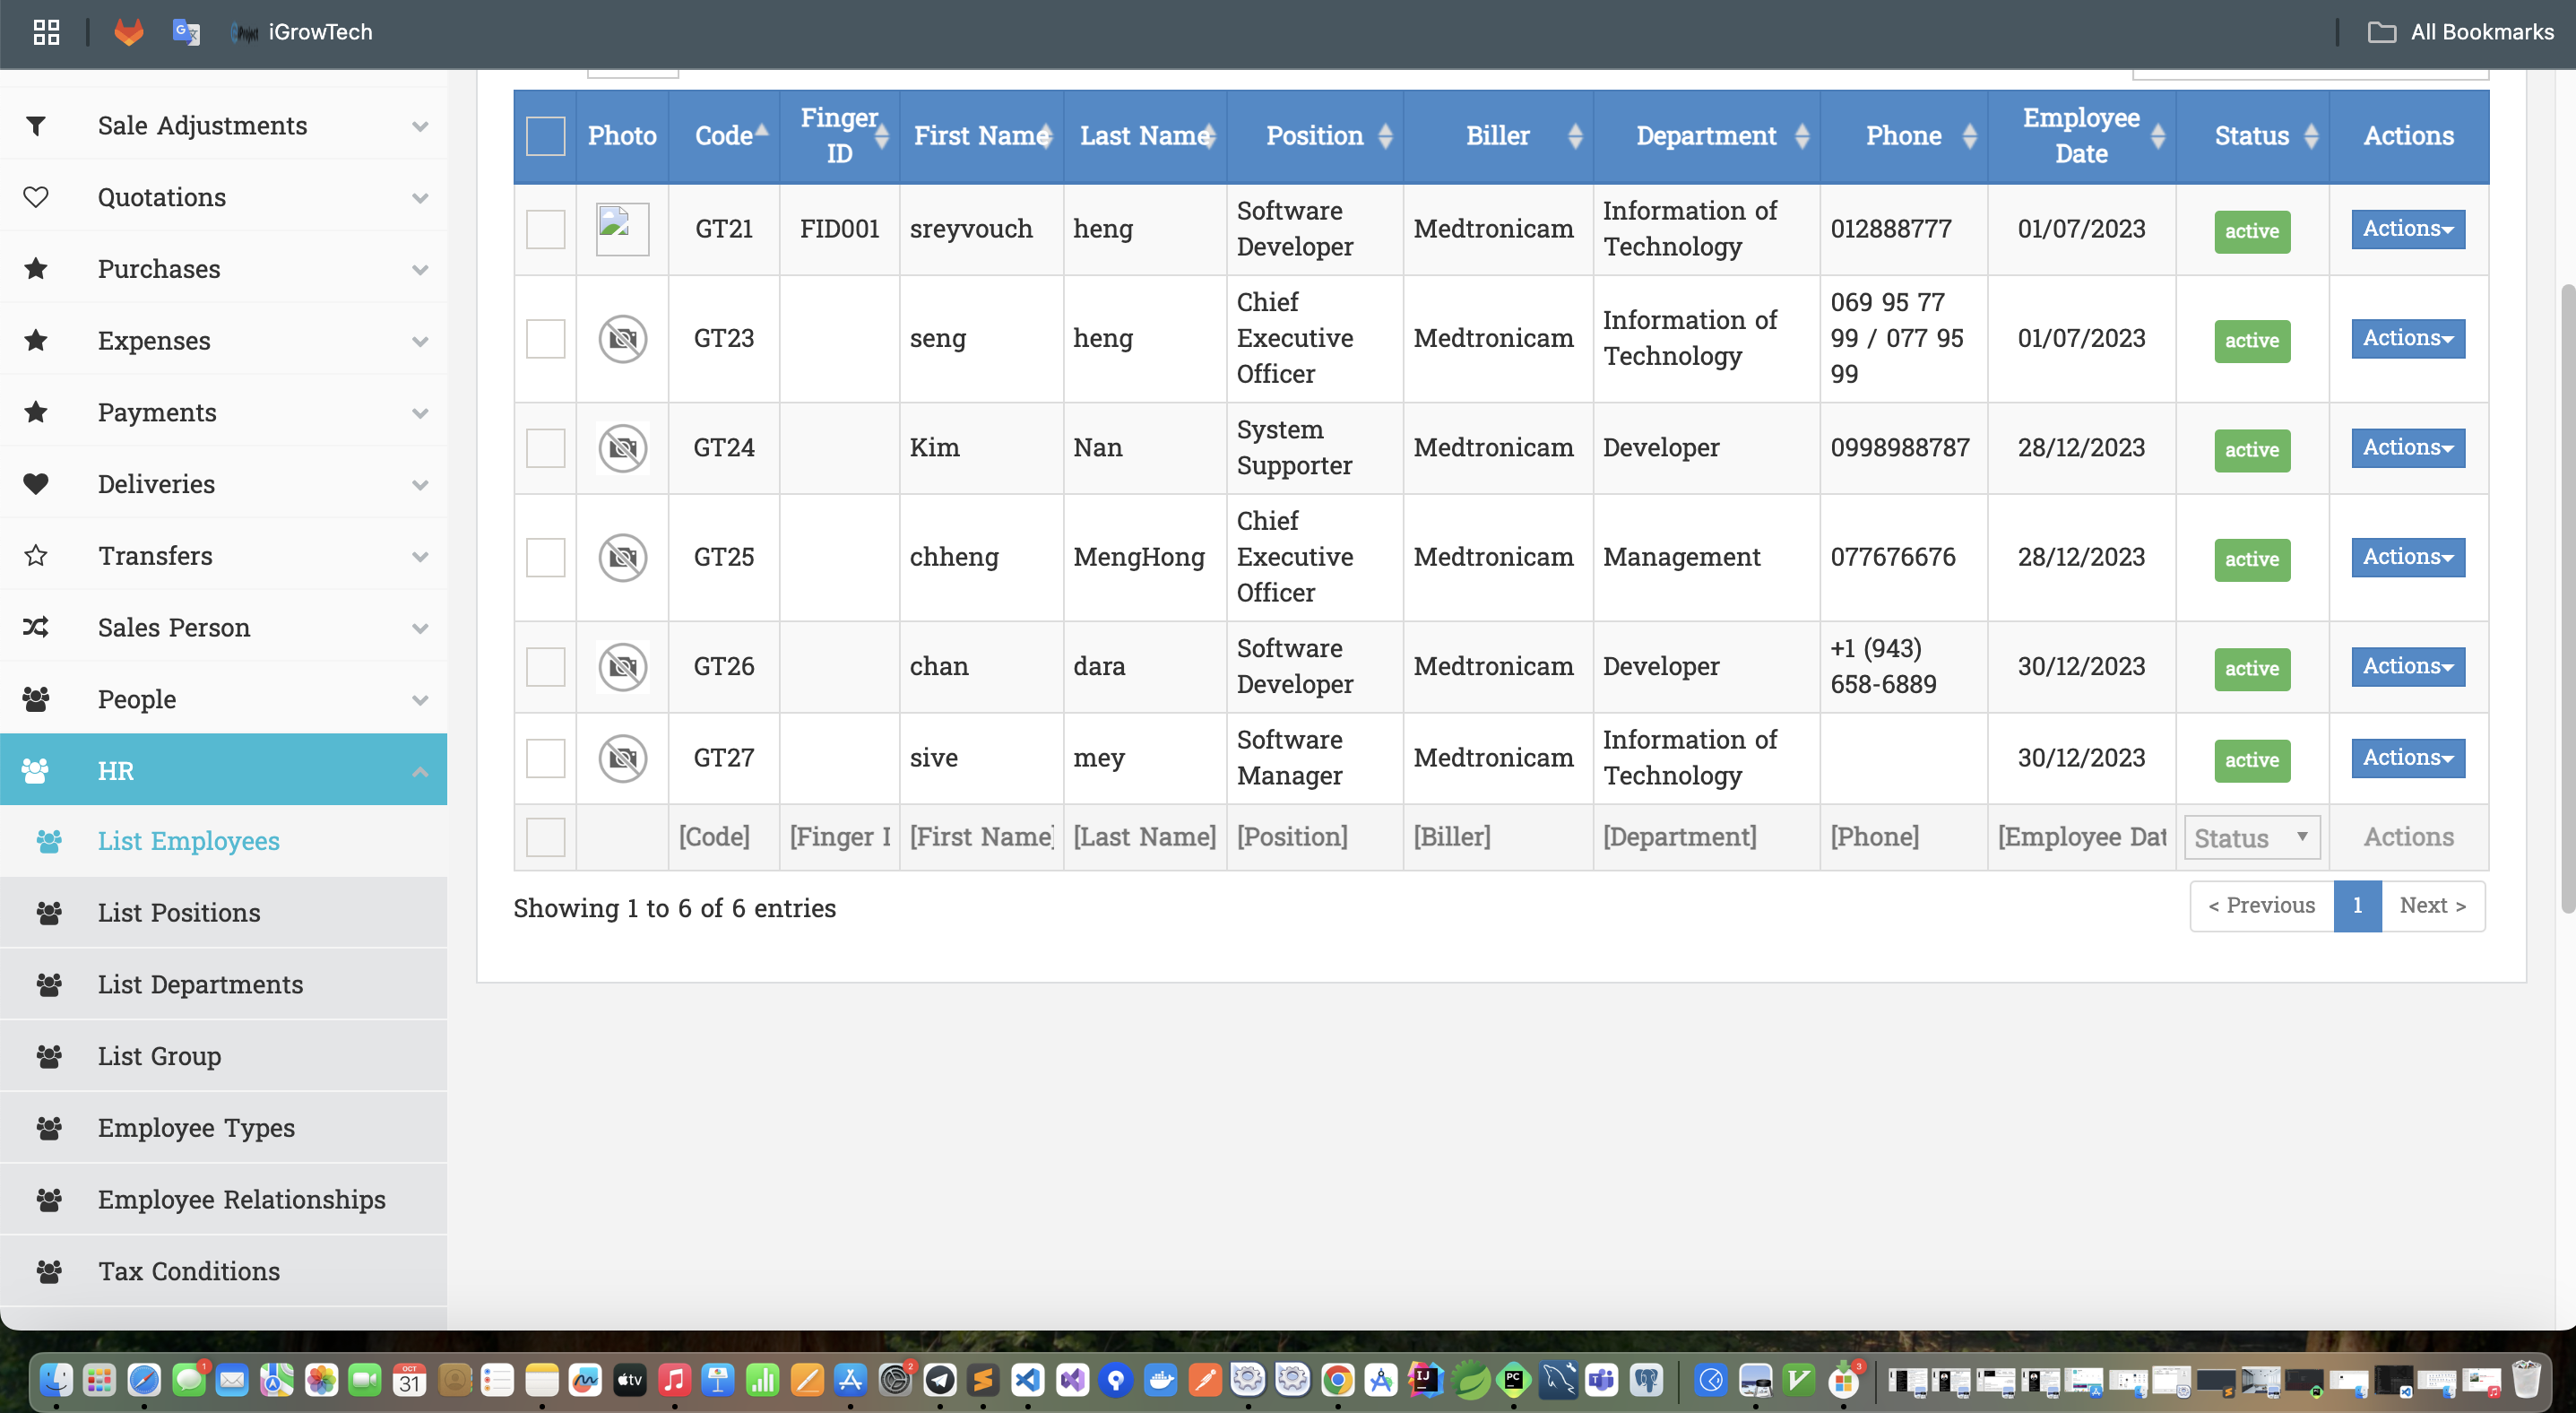 iGrowTech
All Bookmarks
Sale Adjustments
Quotations
Purchases
Expenses
Payments
Deliveries
Transfers
Sales Person
People
HR
List Employees
List Positions
List Departments
List Group
Employee Types
Employee Relationships
Tax Conditions
Photo Code Finger ID First Name Last Name Position Biller Department Phone Employee Date Status Actions
GT21 FID001 sreyvouch heng Software Developer Medtronicam Information of Technology 012888777 01/07/2023 active Actions
GT23 seng heng Chief Executive Officer Medtronicam Information of Technology 069 95 77 99 / 077 95 99 01/07/2023 active Actions
GT24 Kim Nan System Supporter Medtronicam Developer 0998988787 28/12/2023 active Actions
GT25 chheng MengHong Chief Executive Officer Medtronicam Management 077676676 28/12/2023 active Actions
GT26 chan dara Software Developer Medtronicam Developer +1 (943) 658-6889 30/12/2023 active Actions
GT27 sive mey Software Manager Medtronicam Information of Technology 30/12/2023 active Actions
[Code] [Finger I [First Name] [Last Name] [Position] [Biller] [Department] [Phone] [Employee Dat Status Actions
Showing 1 to 6 of 6 entries
< Previous 1 Next >
1
OCT
31
tv
2
IJ
PC
3